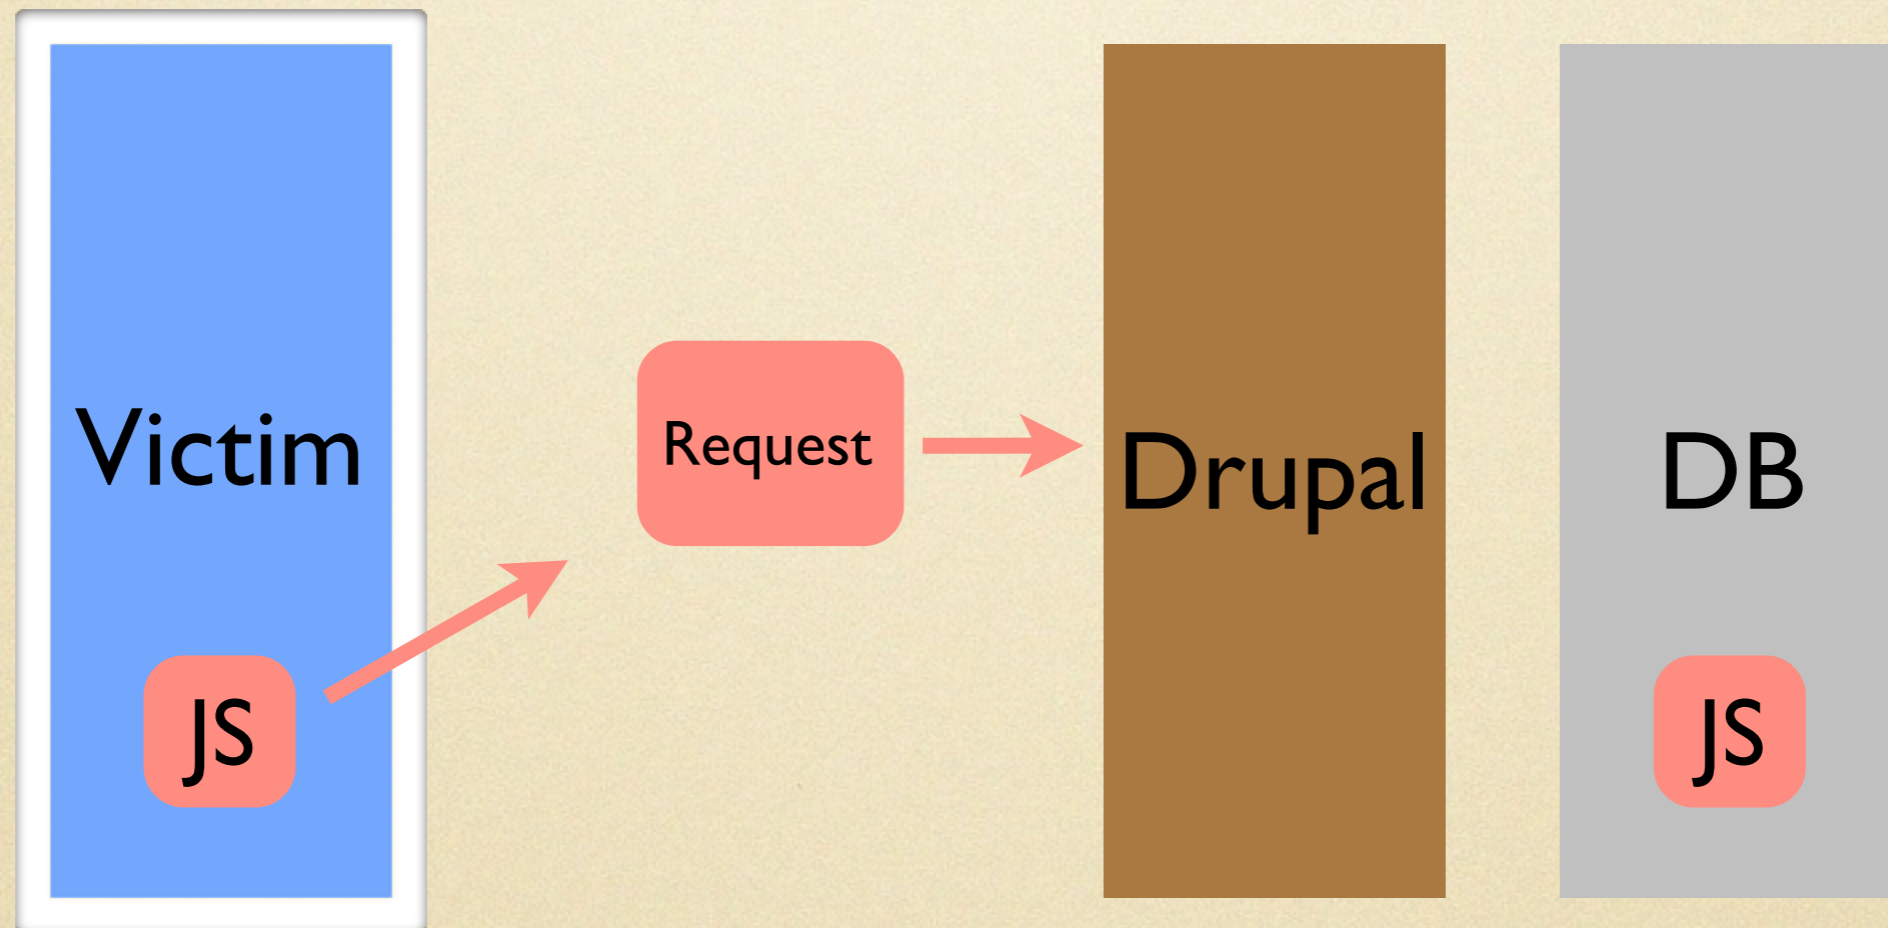 Victim
Request
Drupal
DB
JS
JS